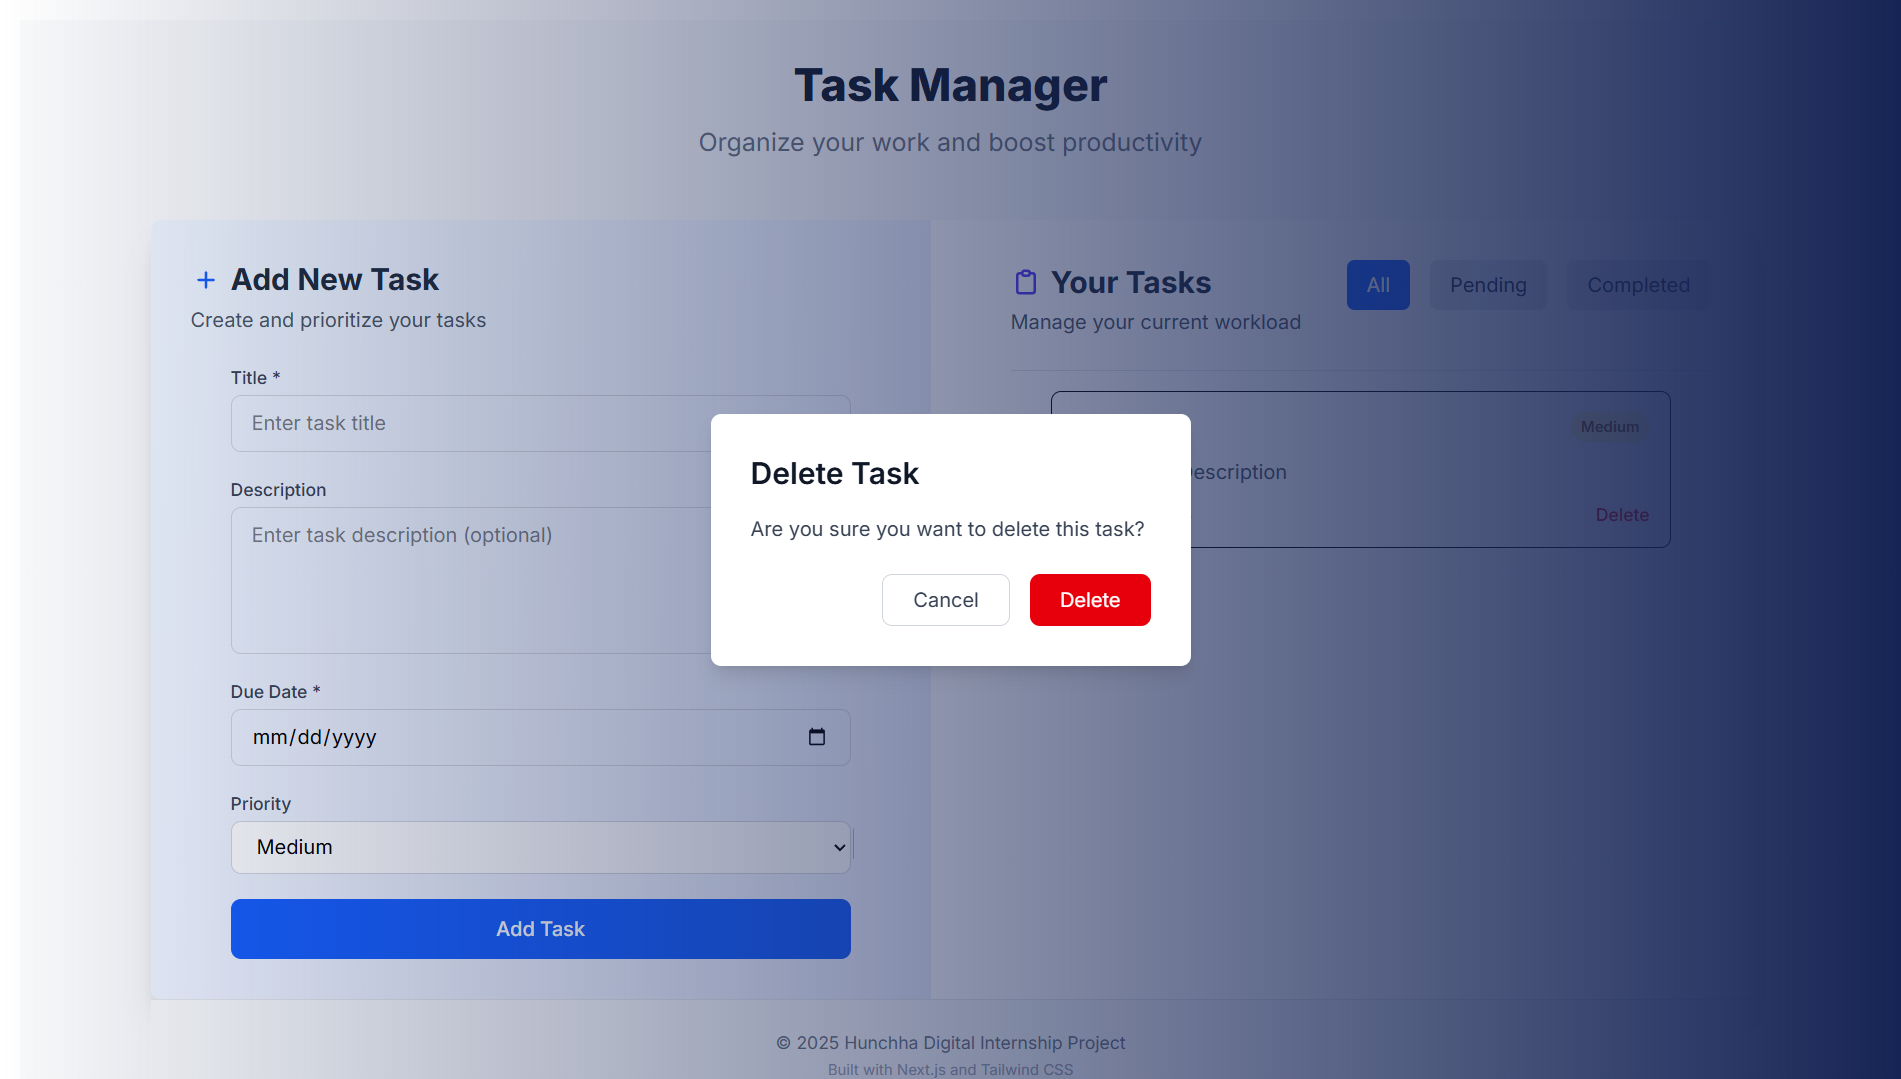 Task Manager
Organize your work and boost productivity
Add New Task
Create and prioritize your tasks
Title *
Enter task title
Description
Enter task description (optional)
Due Date *
mm/dd/yyyy
Priority
Medium
Add Task
Your Tasks
Manage your current workload
All
Pending
Completed
Medium
escription
Delete
Delete Task
Are you sure you want to delete this task?
Cancel
Delete
© 2025 Hunchha Digital Internship Project
Built with Next.js and Tailwind CSS